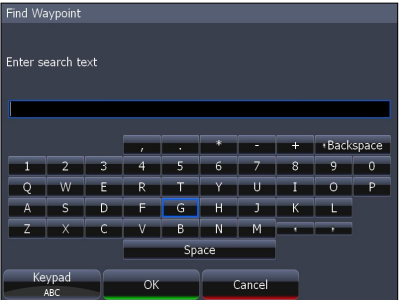 Find Waypoint
Enter search text
, . * - + Backspace
1 2 3 4 5 6 7 8 9 0
Q W E R T Y U I O P
A S D F G H J K L
Z X C V B N M
Space
Keypad OK Cancel
ABC